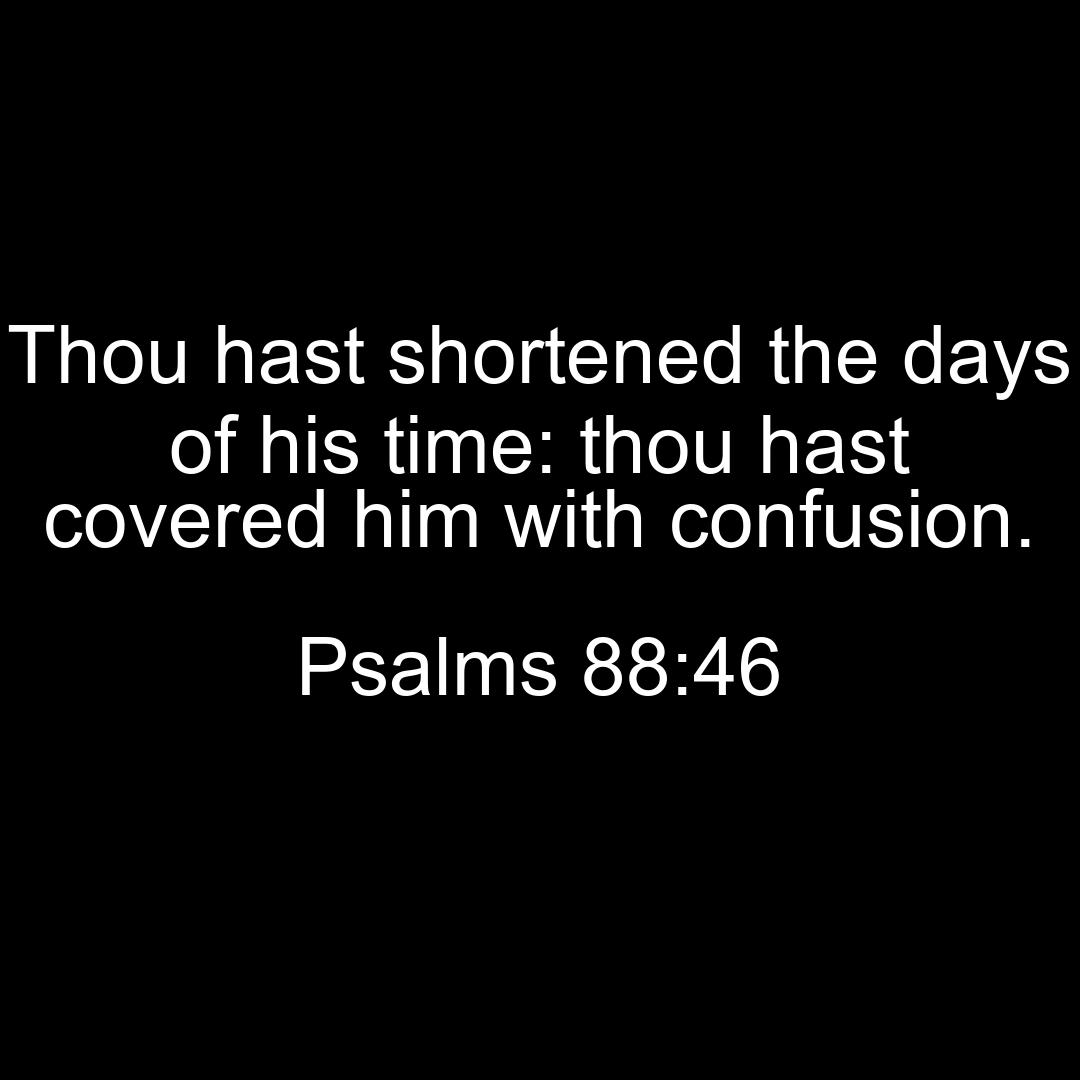 Thou hast shortened the days
of his time: thou hast
covered him with confusion.
Psalms 88:46